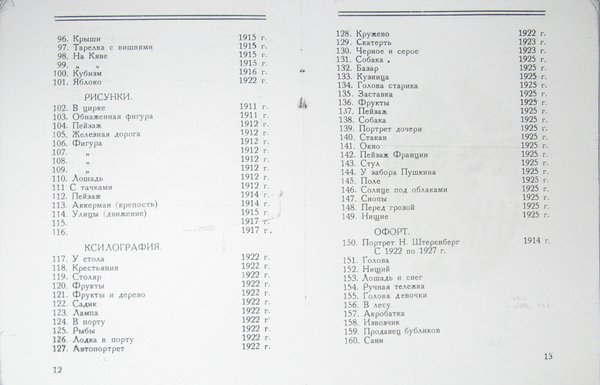 96. Крыши 1915 г.
97. Тарелка с вишнями 1915 г.
98. На Каве 1915 г.
99. „ „ 1915 г.
100. Кубизм 1916 г.
101. Яблоко 1922 г.
РИСУНКИ.
102. В цирке 1911 г.
103. Обнаженная фигура 1911 г.
104. Пейзаж 1912 г.
105. Железная дорога 1912 г.
106. Фигура 1912 г.
107. „ 1912 г.
108. „ 1912 г.
109. „ 1912 г.
110. Лошадь 1912 г.
111 С тачками 1912 г.
112. Пейзаж 1914 г.
113. Аккерман (крепость) 1914 г.
114. Улицы (движение) 1915 г.
115. 1917 г.
116. 1917 г.
КСИЛОГРАФИЯ.
117. У стола 1922 г.
118. Крестьянин 1922 г.
119. Столяр 1922 г.
120. Фрукты 1922 г.
121. Фрукты и дерево 1922 г.
122. Садик 1922 г.
123. Лампа 1922 г.
124. В порту 1922 г.
125. Рыбы 1922 г.
126. Лодка в порту 1922 г.
127. Автопортрет 1922 г.
12
128. Кружево 1922 г.
129. Скатерть 1923 г.
130. Черное и серое 1923 г.
131. Собака . 1925 г.
132. Базар 1925 г.
133. Кузница 1925 г.
134. Голова старика 1925 г.
135. Заставка 1925 г.
136. Фрукты 1925 г.
137. Пейзаж 1925 г.
138. Собака 1925 г.
139. Портрет дочери 1925 г.
140. Стакан 1925 г.
141. Окно 1925 г.
142. Пейзаж Франции 1925 г.
143. Стул 1925 г.
144. У забора Пушкина 1925 г.
145. Поле 1925 г.
146. Солнце под облаками 1925 г.
147. Снопы 1925 г.
148. Перед грозой 1925 г.
149. Нищие 1925 г.
ОФОРТ.
150. Портрет Н. Штеренберг 1914 г.
С 1922 по 1927 г.
151. Голова
152. Нищий
153. Лошадь и снег
154. Ручная тележка
155. Голова девочки
156. В лесу
157. Акробатка
158. Извозчик
159. Продавец бубликов
160. Сани
13